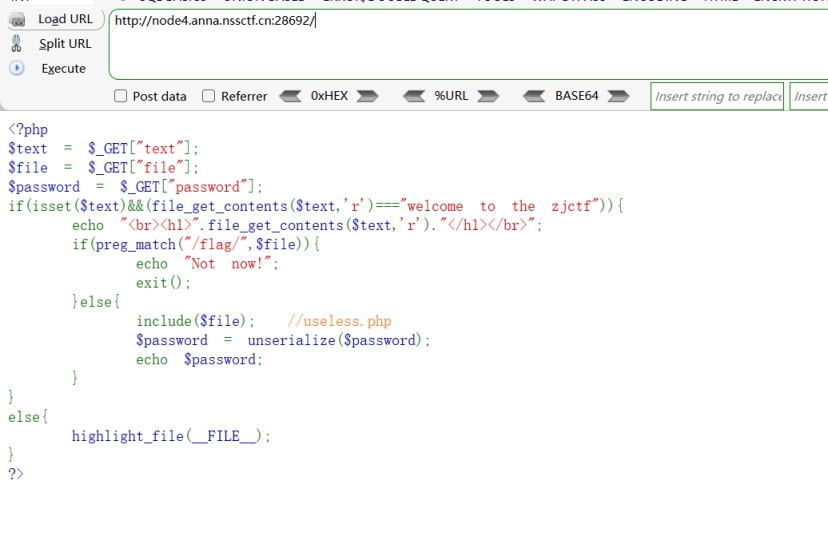 Load URL
http://node4.anna.nssctf.cn:28692/
Split URL
Execute
Post data Referrer 0xHEX %URL BASE64 Insert string to replace Insert
<?php
$text = $_GET["text"];
$file = $_GET["file"];
$password = $_GET["password"];
if(isset($text)&&(file_get_contents($text,'r')==="welcome to the zjctf")){
echo "<br><h1>".file_get_contents($text,'r')."</h1></br>";
if(preg_match("/flag/",$file)){
echo "Not now!";
exit();
}else{
include($file); //useless.php
$password = unserialize($password);
echo $password;
}
}
else{
highlight_file(__FILE__);
}
?>